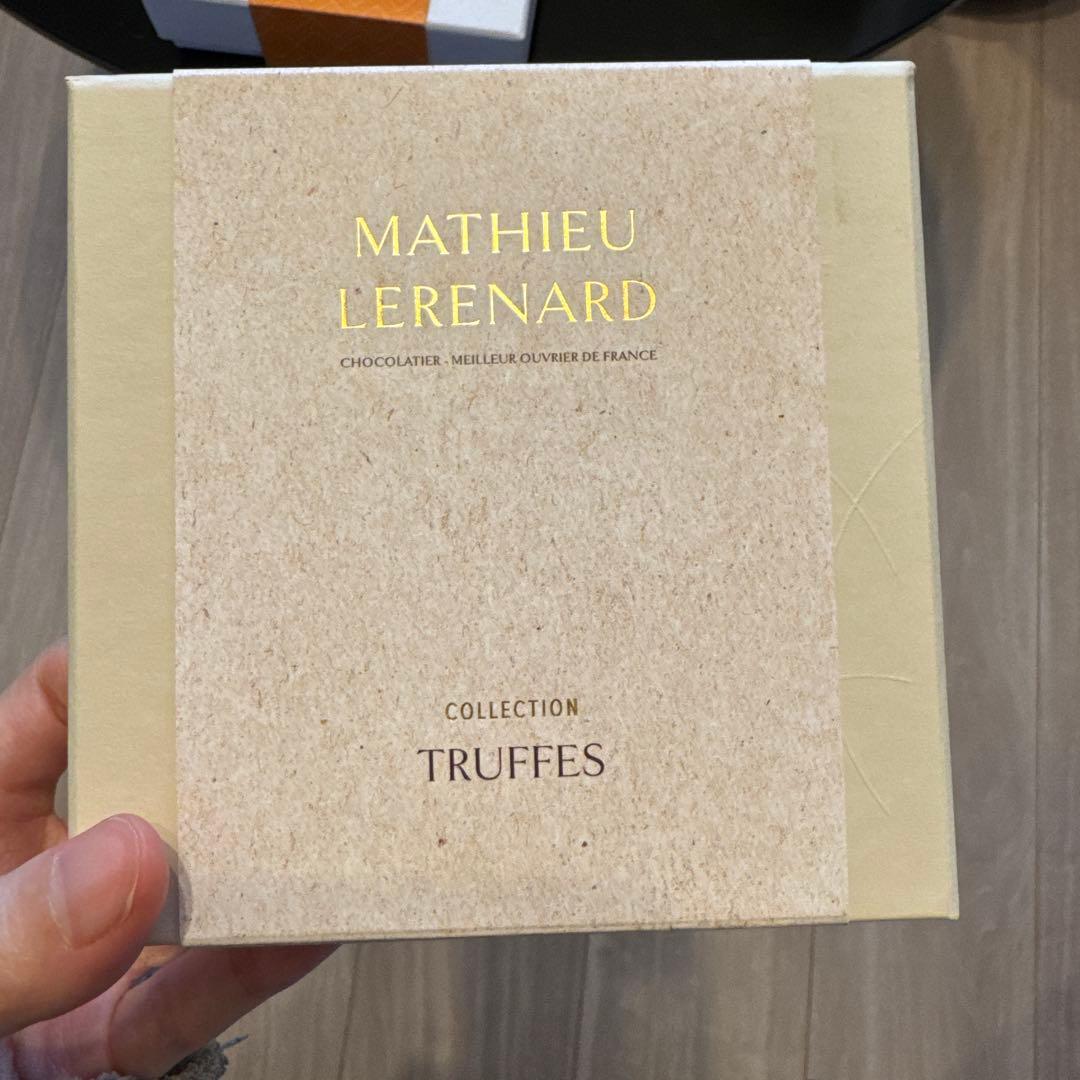 MATHIEU
LERENARD
CHOCOLATIER - MEILLEUR OUVRIER DE FRANCE
COLLECTION
TRUFFES